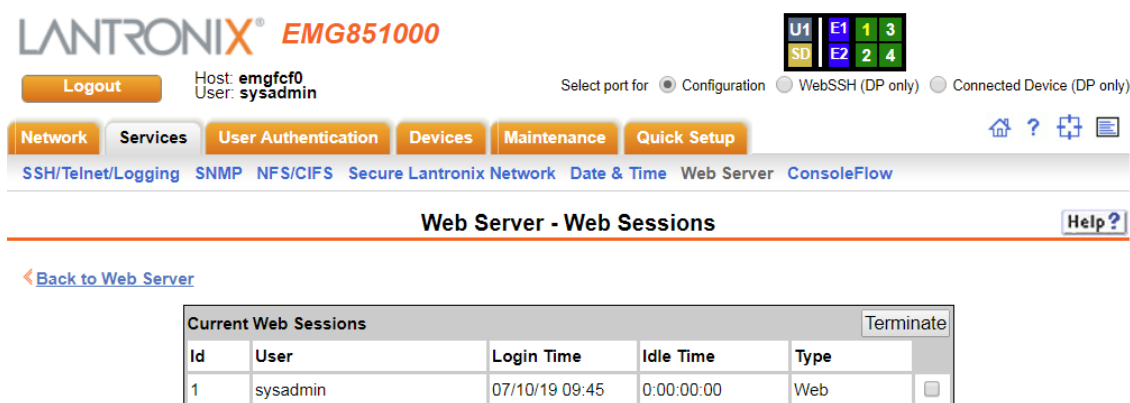 LANTRONIX® EMG851000
U1 E1 1 3
SD E2 2 4
Logout
Host: emgfcf0
User: sysadmin
Select port for Configuration WebSSH (DP only) Connected Device (DP only)
Network Services User Authentication Devices Maintenance Quick Setup
?
SSH/Telnet/Logging SNMP NFS/CIFS Secure Lantronix Network Date & Time Web Server ConsoleFlow
Web Server - Web Sessions
Help?
Back to Web Server
Current Web Sessions Terminate
Id User Login Time Idle Time Type
1 sysadmin 07/10/19 09:45 0:00:00:00 Web